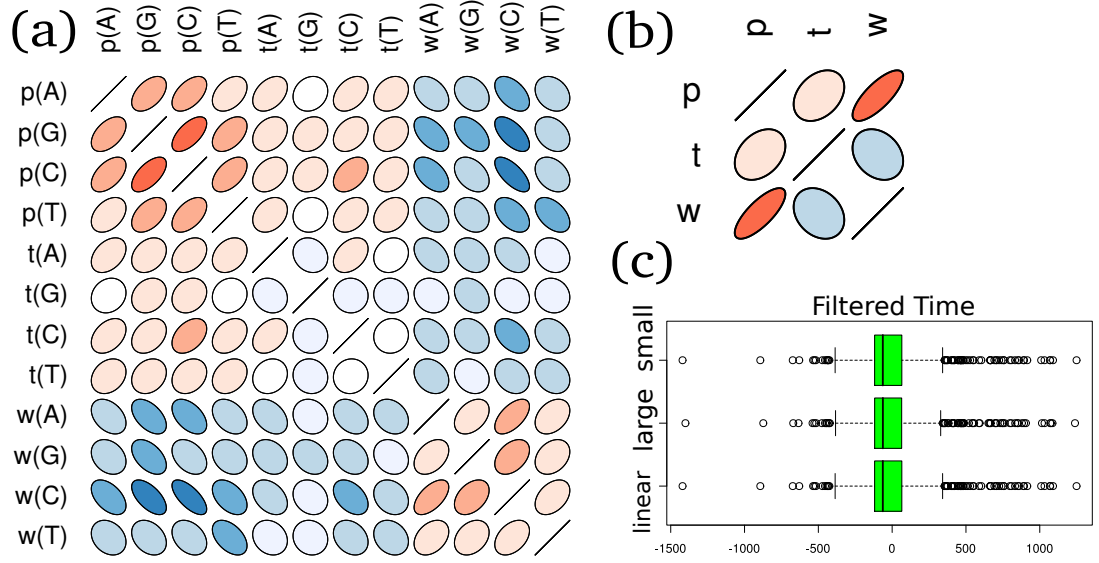 (a)
p(A) p(G) p(C) p(T) t(A) t(G) t(C) t(T) w(A) w(G) w(C) w(T)
p(A)
p(G)
p(C)
p(T)
t(A)
t(G)
t(C)
t(T)
w(A)
w(G)
w(C)
w(T)
(b)
p t w
p
t
w
(c)
Filtered Time
small
large
linear
-1500 -1000 -500 0 500 1000